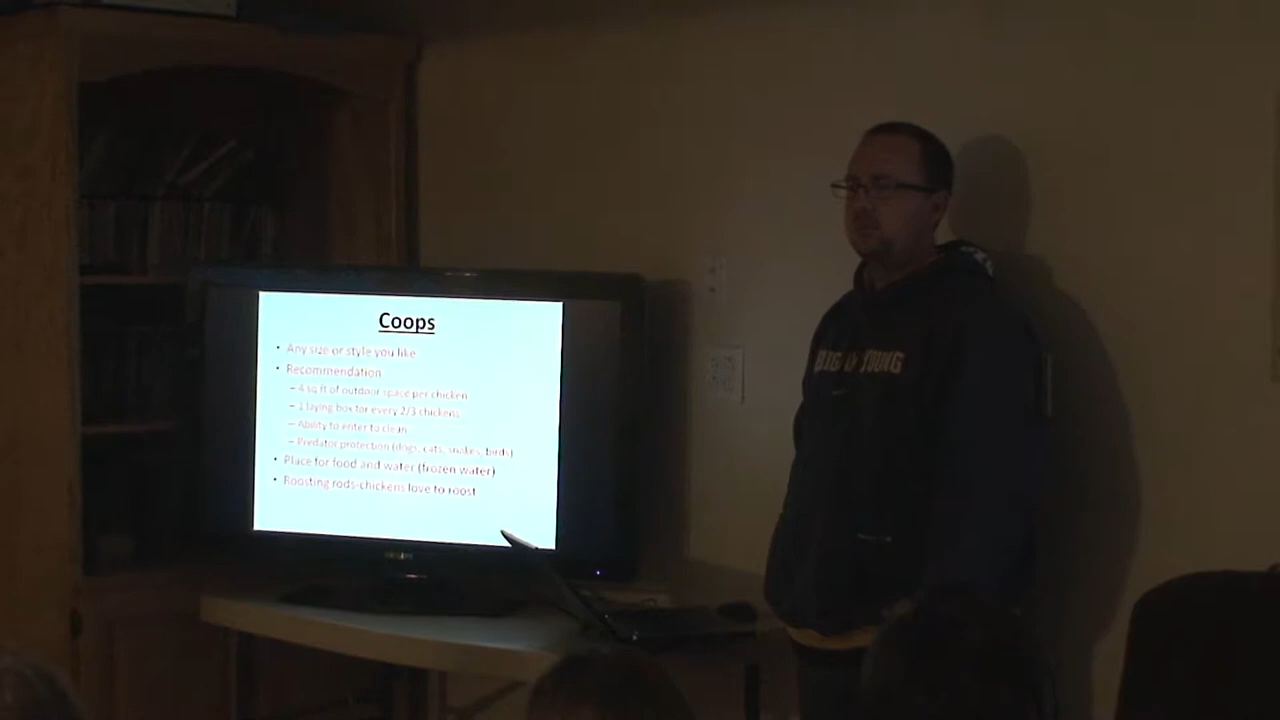 Coops
• Any size or style you like
• Recommendation
– 4 sq ft of outdoor space per chicken
– 1 laying box for every 2/3 chickens
– Ability to enter to clean
– Predator protection (dogs, cats, snakes, birds)
• Place for food and water (frozen water)
• Roosting rods-chickens love to roost
YOUNG